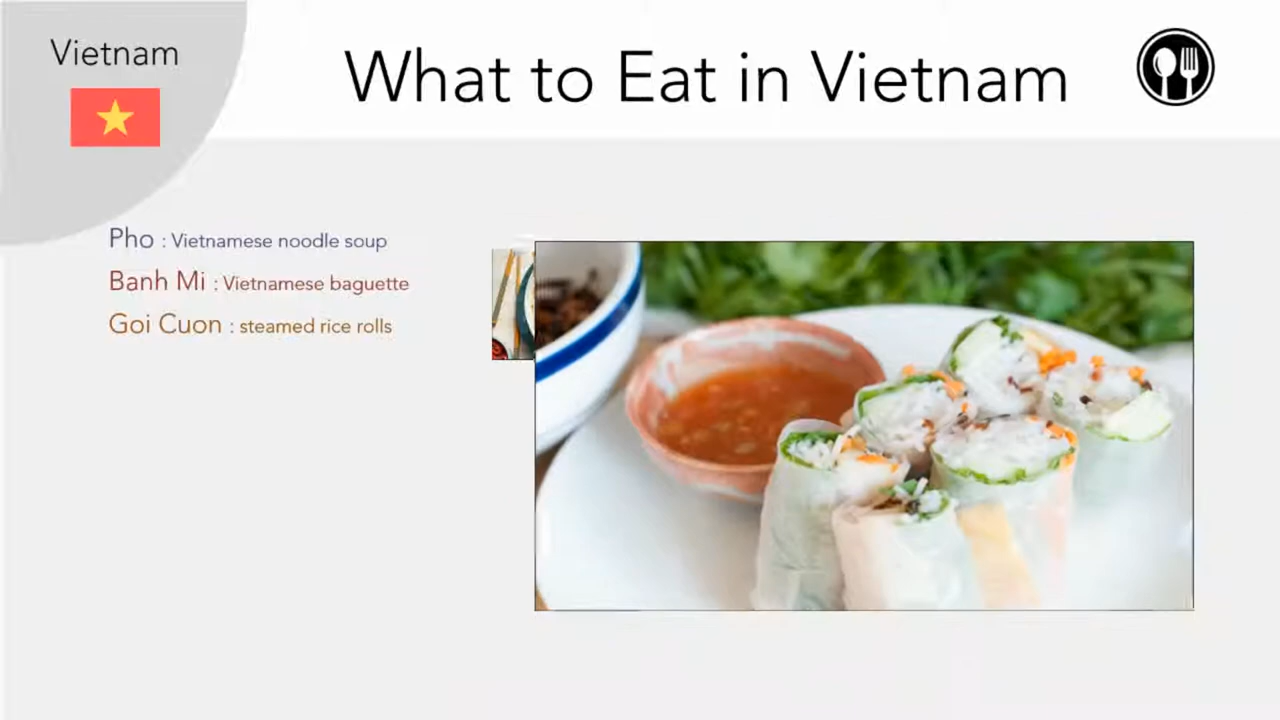 Vietnam
What to Eat in Vietnam
Pho : Vietnamese noodle soup
Banh Mi : Vietnamese baguette
Goi Cuon : steamed rice rolls